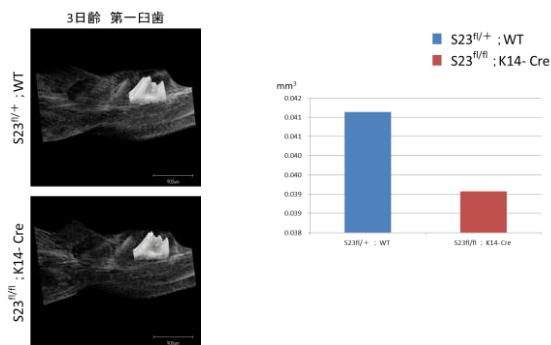 3日齢 第一臼歯
S23fl/+ ; WT
900μm
S23fl/fl ; K14- Cre
900μm
S23fl/+ ; WT
S23fl/fl ; K14- Cre
mm3
0.042
0.041
0.041
0.040
0.040
0.039
0.039
0.038
S23fl/+ ; WT
S23fl/fl ; K14-Cre